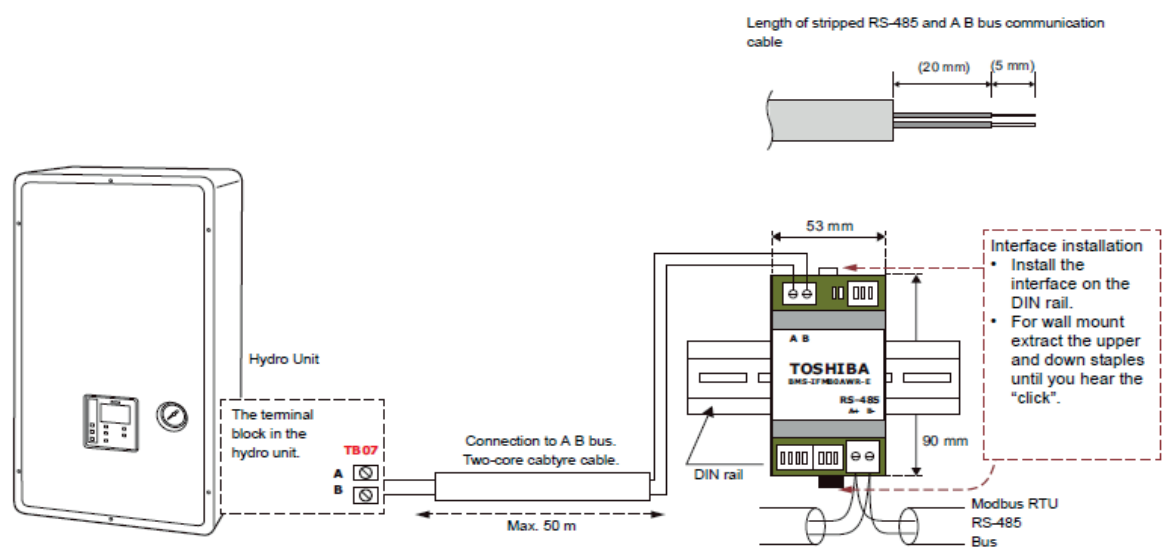 Length of stripped RS-485 and A B bus communication
cable
(20 mm)
(5 mm)
53 mm
Interface installation
• Install the
interface on the
DIN rail.
• For wall mount
extract the upper
and down staples
until you hear the
“click”.
A B
TOSHIBA
BMS-IFM80AWR-E
RS-485
A+ B-
90 mm
DIN rail
Hydro Unit
The terminal
block in the
hydro unit.
TB07
A
B
Connection to A B bus.
Two-core cabtyre cable.
Max. 50 m
Modbus RTU
RS-485
Bus